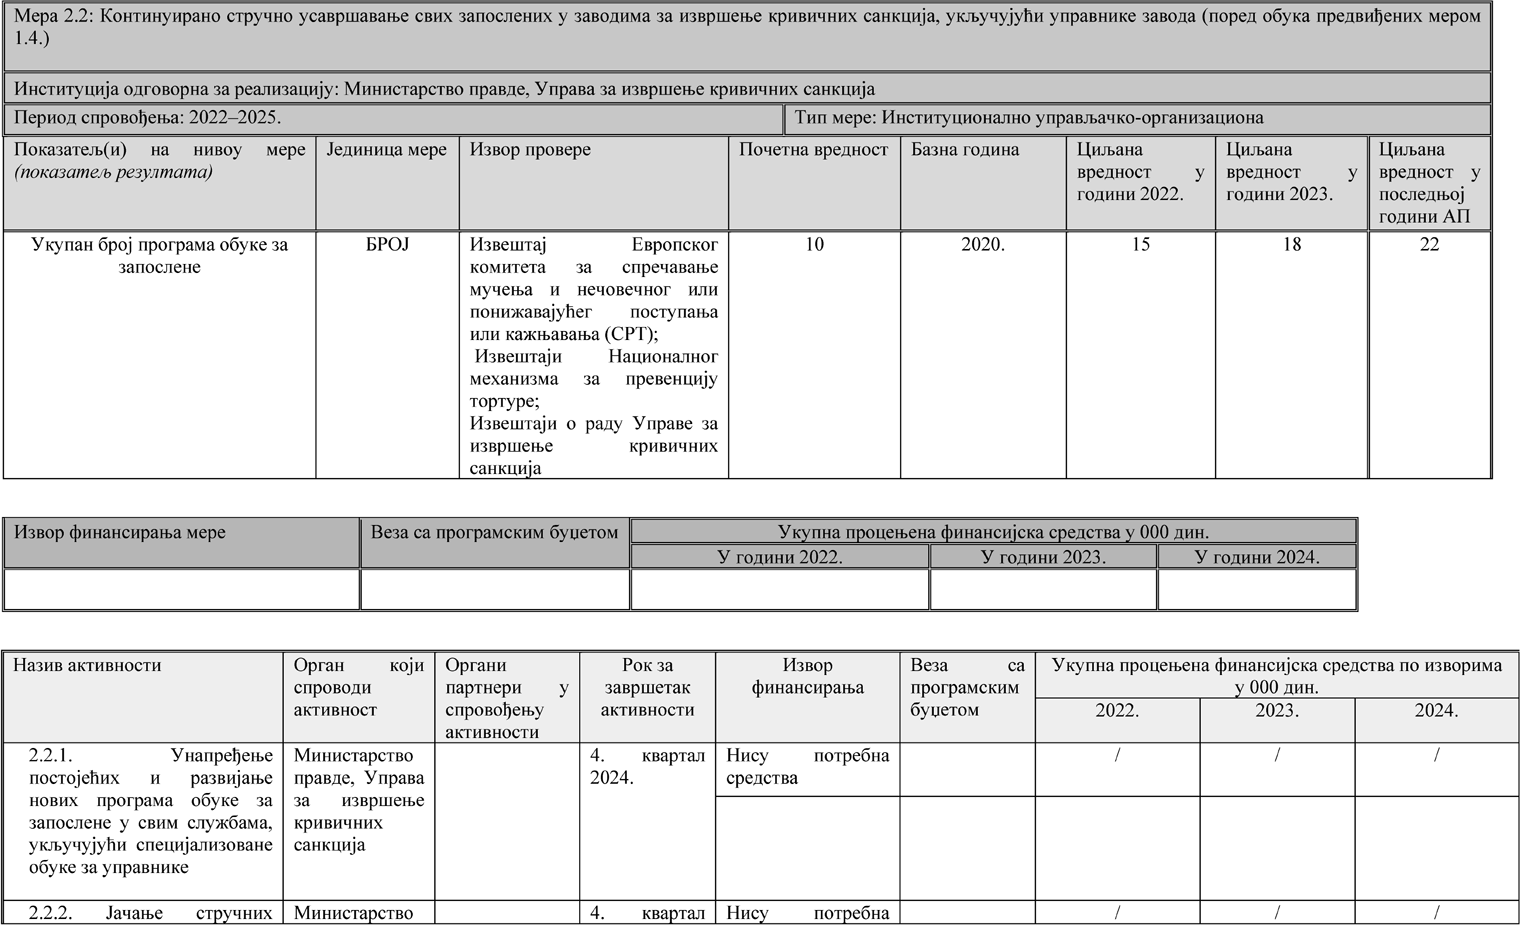 Мера 2.2: Континуирано стручно усавршавање свих запослених у заводима за извршење кривичних санкција, укључујући управнике завода (поред обука предвиђених мером
1.4.)
Институција одговорна за реализацију: Министарство правде, Управа за извршење кривичних санкција
Период спровођења: 2022–2025.
Тип мере: Институционално управљачко-организациона
Показатељ(и) на нивоу мере
(показатељ резултата)
Јединица мере
Извор провере
Почетна вредност
Базна година
Циљана
вредност у
години 2022.
Циљана
вредност у
години 2023.
Циљана
вредност у
последњој
години АП
Укупан број програма обуке за
запослене
БРОЈ
Извештај Европског
комитета за спречавање
мучења и нечовечног или
понижавајућег поступања
или кажњавања (СРТ);
Извештаји Националног
механизма за превенцију
тортуре;
Извештаји о раду Управе за
извршење кривичних
санкција
10
2020.
15
18
22
Извор финансирања мере
Веза са програмским буџетом
Укупна процењена финансијска средства у 000 дин.
У години 2022.
У години 2023.
У години 2024.
Назив активности
Орган који
спроводи
активност
Органи
партнери у
спровођењу
активности
Рок за
завршетак
активности
Извор
финансирања
Веза са
програмским
буџетом
Укупна процењена финансијска средства по изворима
у 000 дин.
2022.
2023.
2024.
2.2.1. Унапређење
постојећих и развијање
нових програма обуке за
запослене у свим службама,
укључујући специјализоване
обуке за управнике
Министарство
правде, Управа
за извршење
кривичних
санкција
4. квартал
2024.
Нису потребна
средства
/
/
/
2.2.2. Јачање стручних
Министарство
4. квартал
Нису потребна
/
/
/